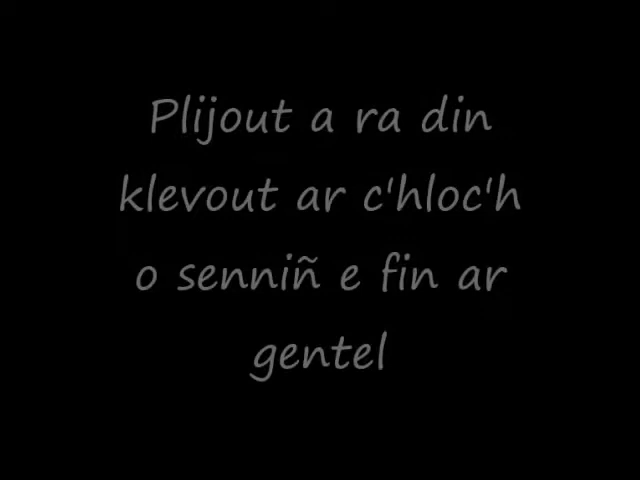 Plijout a ra din
klevout ar c'hloc'h
o senniñ e fin ar
gentel